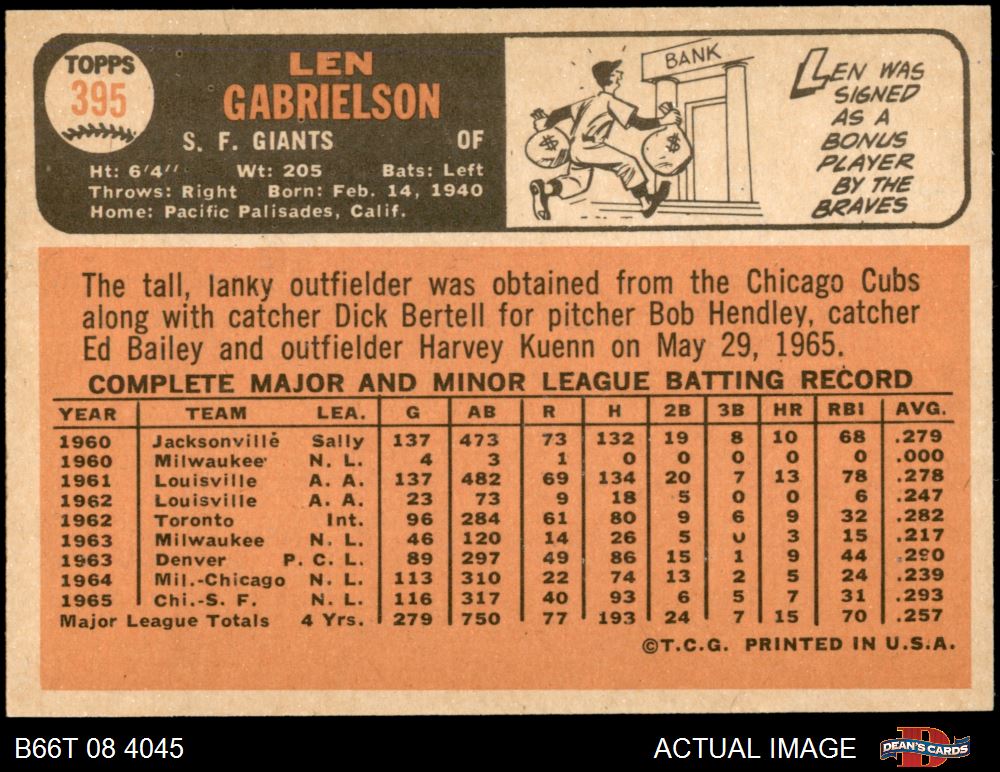 TOPPS
395
LEN
GABRIELSON
S. F. GIANTS OF
Ht: 6'4" Wt: 205 Bats: Left
Throws: Right Born: Feb. 14, 1940
Home: Pacific Palisades, Calif.
BANK
$ $
LEN WAS
SIGNED
AS A
BONUS
PLAYER
BY THE
BRAVES
The tall, lanky outfielder was obtained from the Chicago Cubs
along with catcher Dick Bertell for pitcher Bob Hendley, catcher
Ed Bailey and outfielder Harvey Kuenn on May 29, 1965.
COMPLETE MAJOR AND MINOR LEAGUE BATTING RECORD
YEAR TEAM LEA. G AB R H 2B 3B HR RBI AVG.
1960 Jacksonville Sally 137 473 73 132 19 8 10 68 .279
1960 Milwaukee N. L. 4 3 1 0 0 0 0 0 .000
1961 Louisville A. A. 137 482 69 134 20 7 13 78 .278
1962 Louisville A. A. 23 73 9 18 5 0 0 6 .247
1962 Toronto Int. 96 284 61 80 9 6 9 32 .282
1963 Milwaukee N. L. 46 120 14 26 5 0 3 15 .217
1963 Denver P. C. L. 89 297 49 86 15 1 9 44 .290
1964 Mil.-Chicago N. L. 113 310 22 74 13 2 5 24 .239
1965 Chi.-S. F. N. L. 116 317 40 93 6 5 7 31 .293
Major League Totals 4 Yrs. 279 750 77 193 24 7 15 70 .257
©T.C.G. PRINTED IN U.S.A.
B66T 08 4045 ACTUAL IMAGE D DEAN'S CARDS